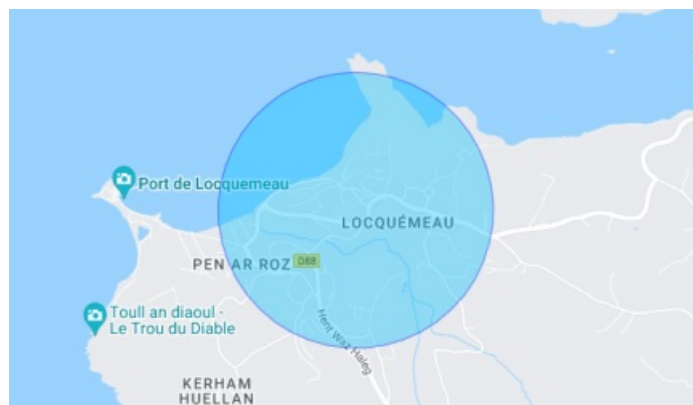 Port de Locquemeau
LOCQUÉMEAU
PEN AR ROZ
D88
Toull an diaoul -
Le Trou du Diable
Hent Waz Haleg
KERHAM
HUELLAN